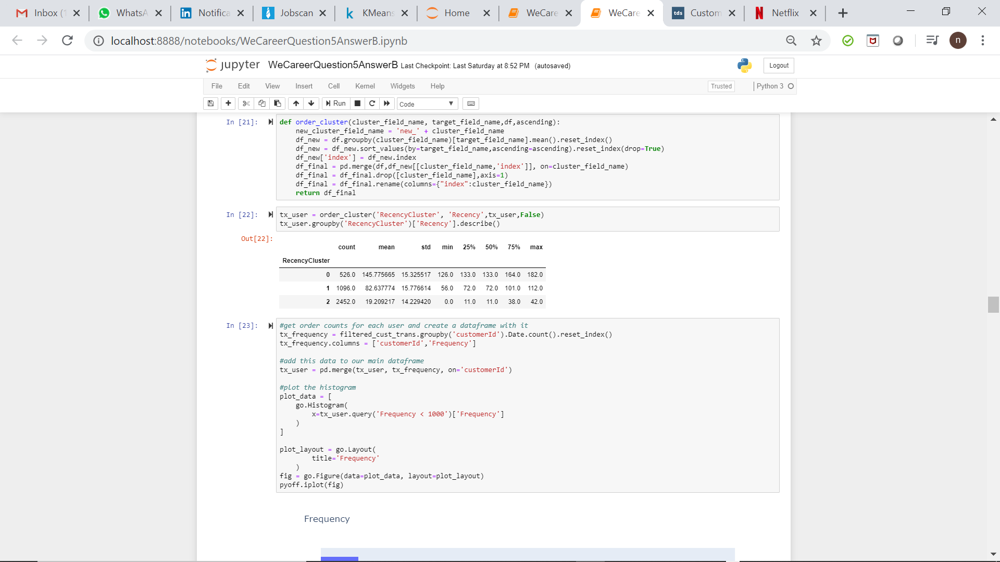 Inbox (1
WhatsA
Notifica
Jobscan
KMeans
Home
WeCare
WeCare
tds
Custom
Netflix
localhost:8888/notebooks/WeCareerQuestion5AnswerB.ipynb
n
jupyter WeCareerQuestion5AnswerB Last Checkpoint: Last Saturday at 8:52 PM (autosaved)
Logout
File Edit View Insert Cell Kernel Widgets Help
Trusted
Python 3
Run
Code
In [21]:
def order_cluster(cluster_field_name, target_field_name,df,ascending):
    new_cluster_field_name = 'new_' + cluster_field_name
    df_new = df.groupby(cluster_field_name)[target_field_name].mean().reset_index()
    df_new = df_new.sort_values(by=target_field_name,ascending=ascending).reset_index(drop=True)
    df_new['index'] = df_new.index
    df_final = pd.merge(df,df_new[[cluster_field_name,'index']], on=cluster_field_name)
    df_final = df_final.drop([cluster_field_name],axis=1)
    df_final = df_final.rename(columns={"index":cluster_field_name})
    return df_final
In [22]:
tx_user = order_cluster('RecencyCluster', 'Recency',tx_user,False)
tx_user.groupby('RecencyCluster')['Recency'].describe()
Out[22]:
count mean std min 25% 50% 75% max
RecencyCluster
0 526.0 145.775665 15.325517 126.0 133.0 133.0 164.0 182.0
1 1096.0 82.637774 15.776614 56.0 72.0 72.0 101.0 112.0
2 2452.0 19.209217 14.229420 0.0 11.0 11.0 38.0 42.0
In [23]:
#get order counts for each user and create a dataframe with it
tx_frequency = filtered_cust_trans.groupby('customerId').Date.count().reset_index()
tx_frequency.columns = ['customerId','Frequency']
#add this data to our main dataframe
tx_user = pd.merge(tx_user, tx_frequency, on='customerId')
#plot the histogram
plot_data = [
    go.Histogram(
        x=tx_user.query('Frequency < 1000')['Frequency']
    )
]
plot_layout = go.Layout(
        title='Frequency'
    )
fig = go.Figure(data=plot_data, layout=plot_layout)
pyoff.iplot(fig)
Frequency